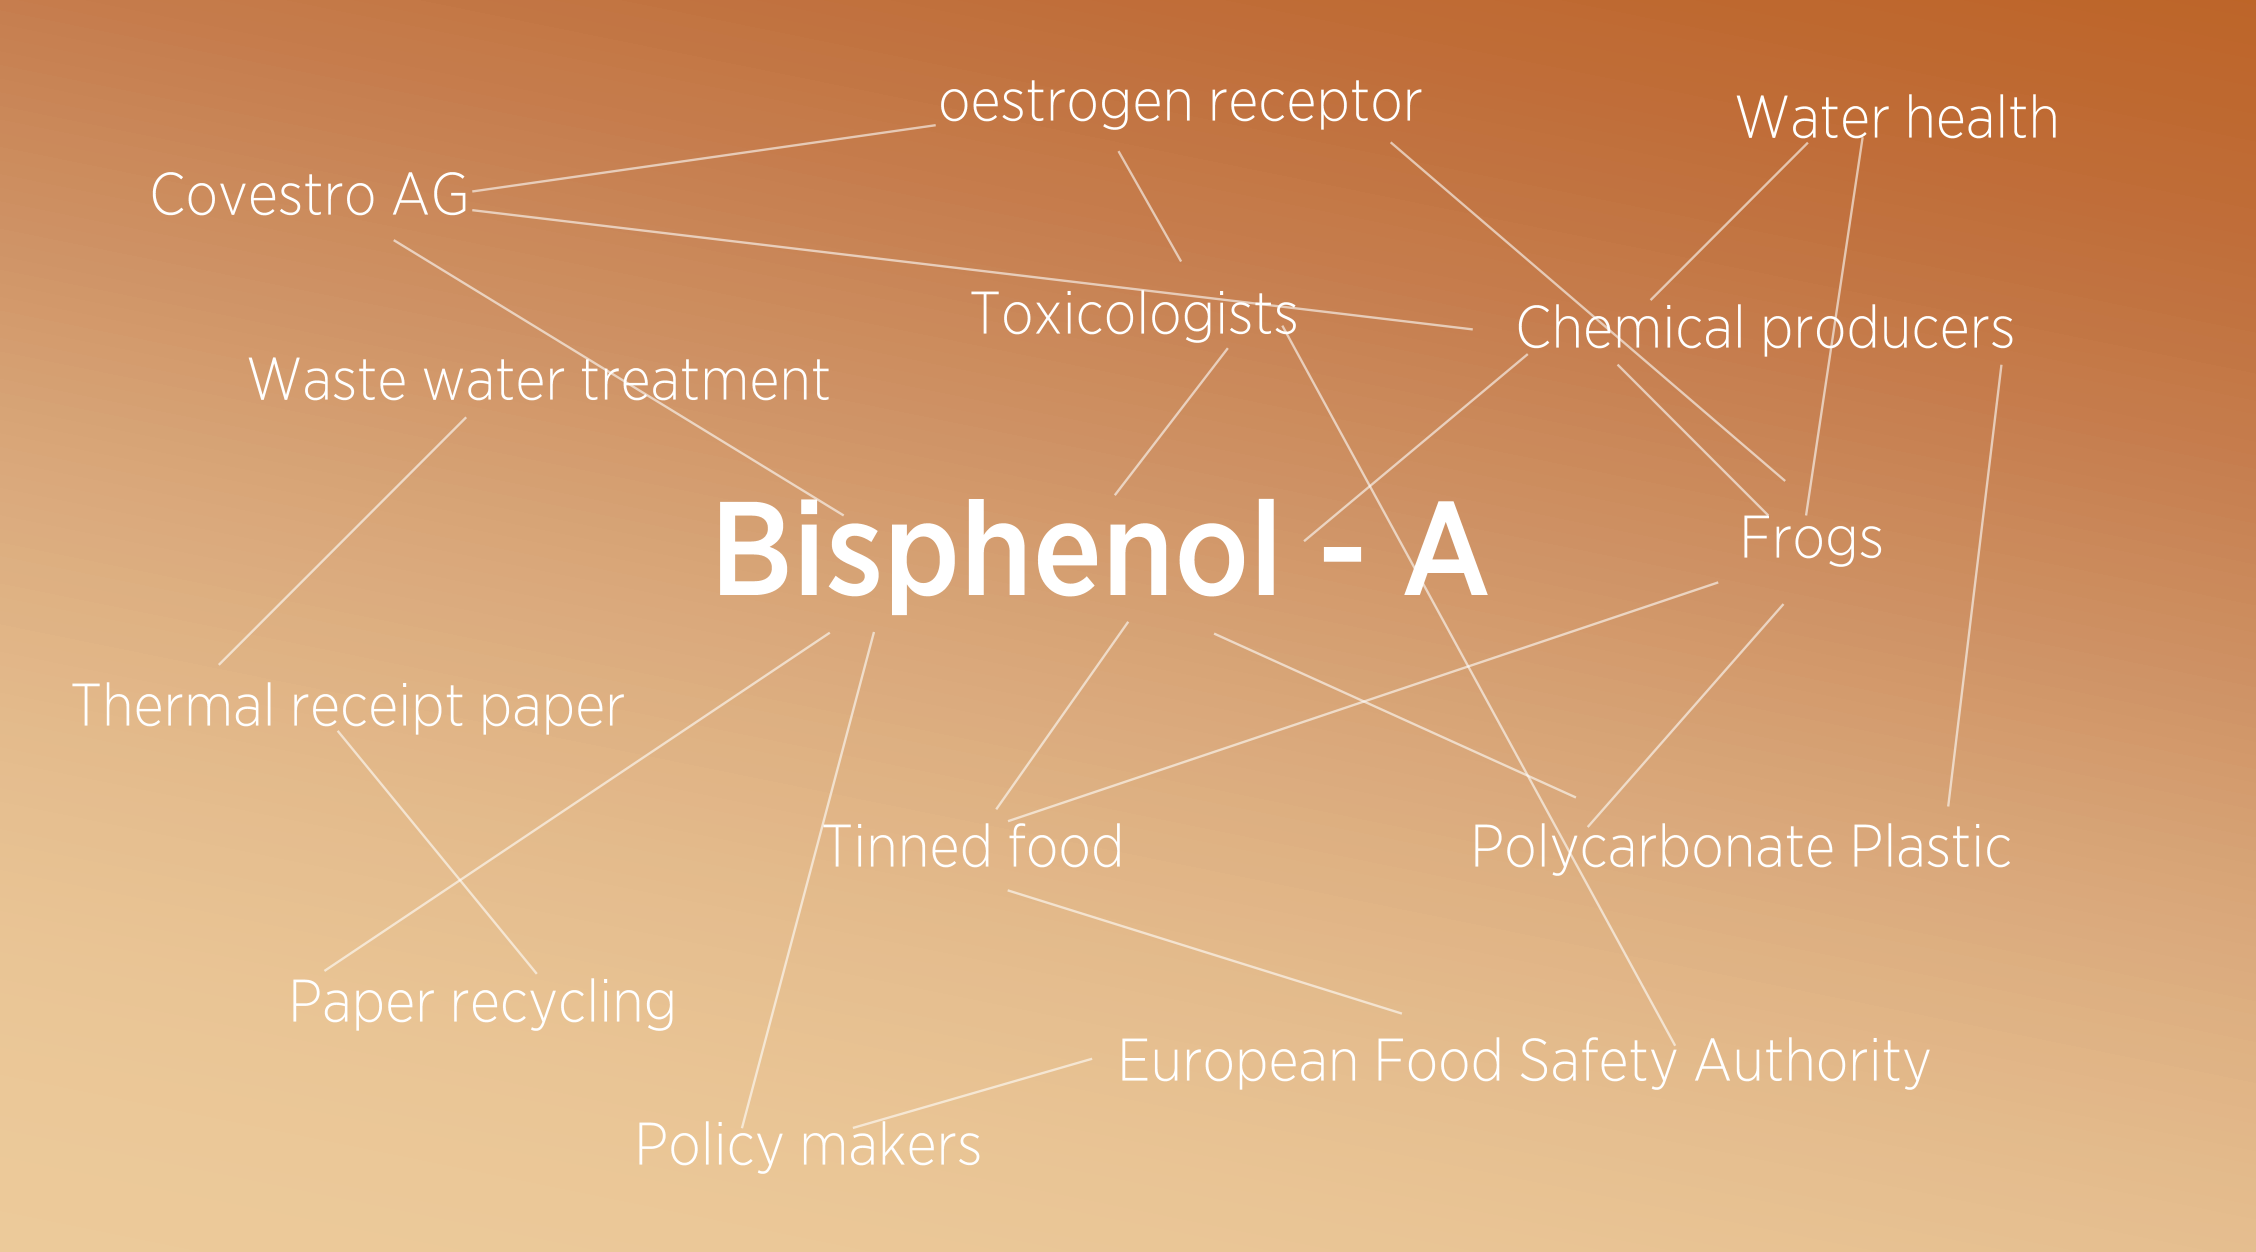 oestrogen receptor
Water health
Covestro AG
Toxicologists
Chemical producers
Waste water treatment
Bisphenol - A
Frogs
Thermal receipt paper
Tinned food
Polycarbonate Plastic
Paper recycling
European Food Safety Authority
Policy makers